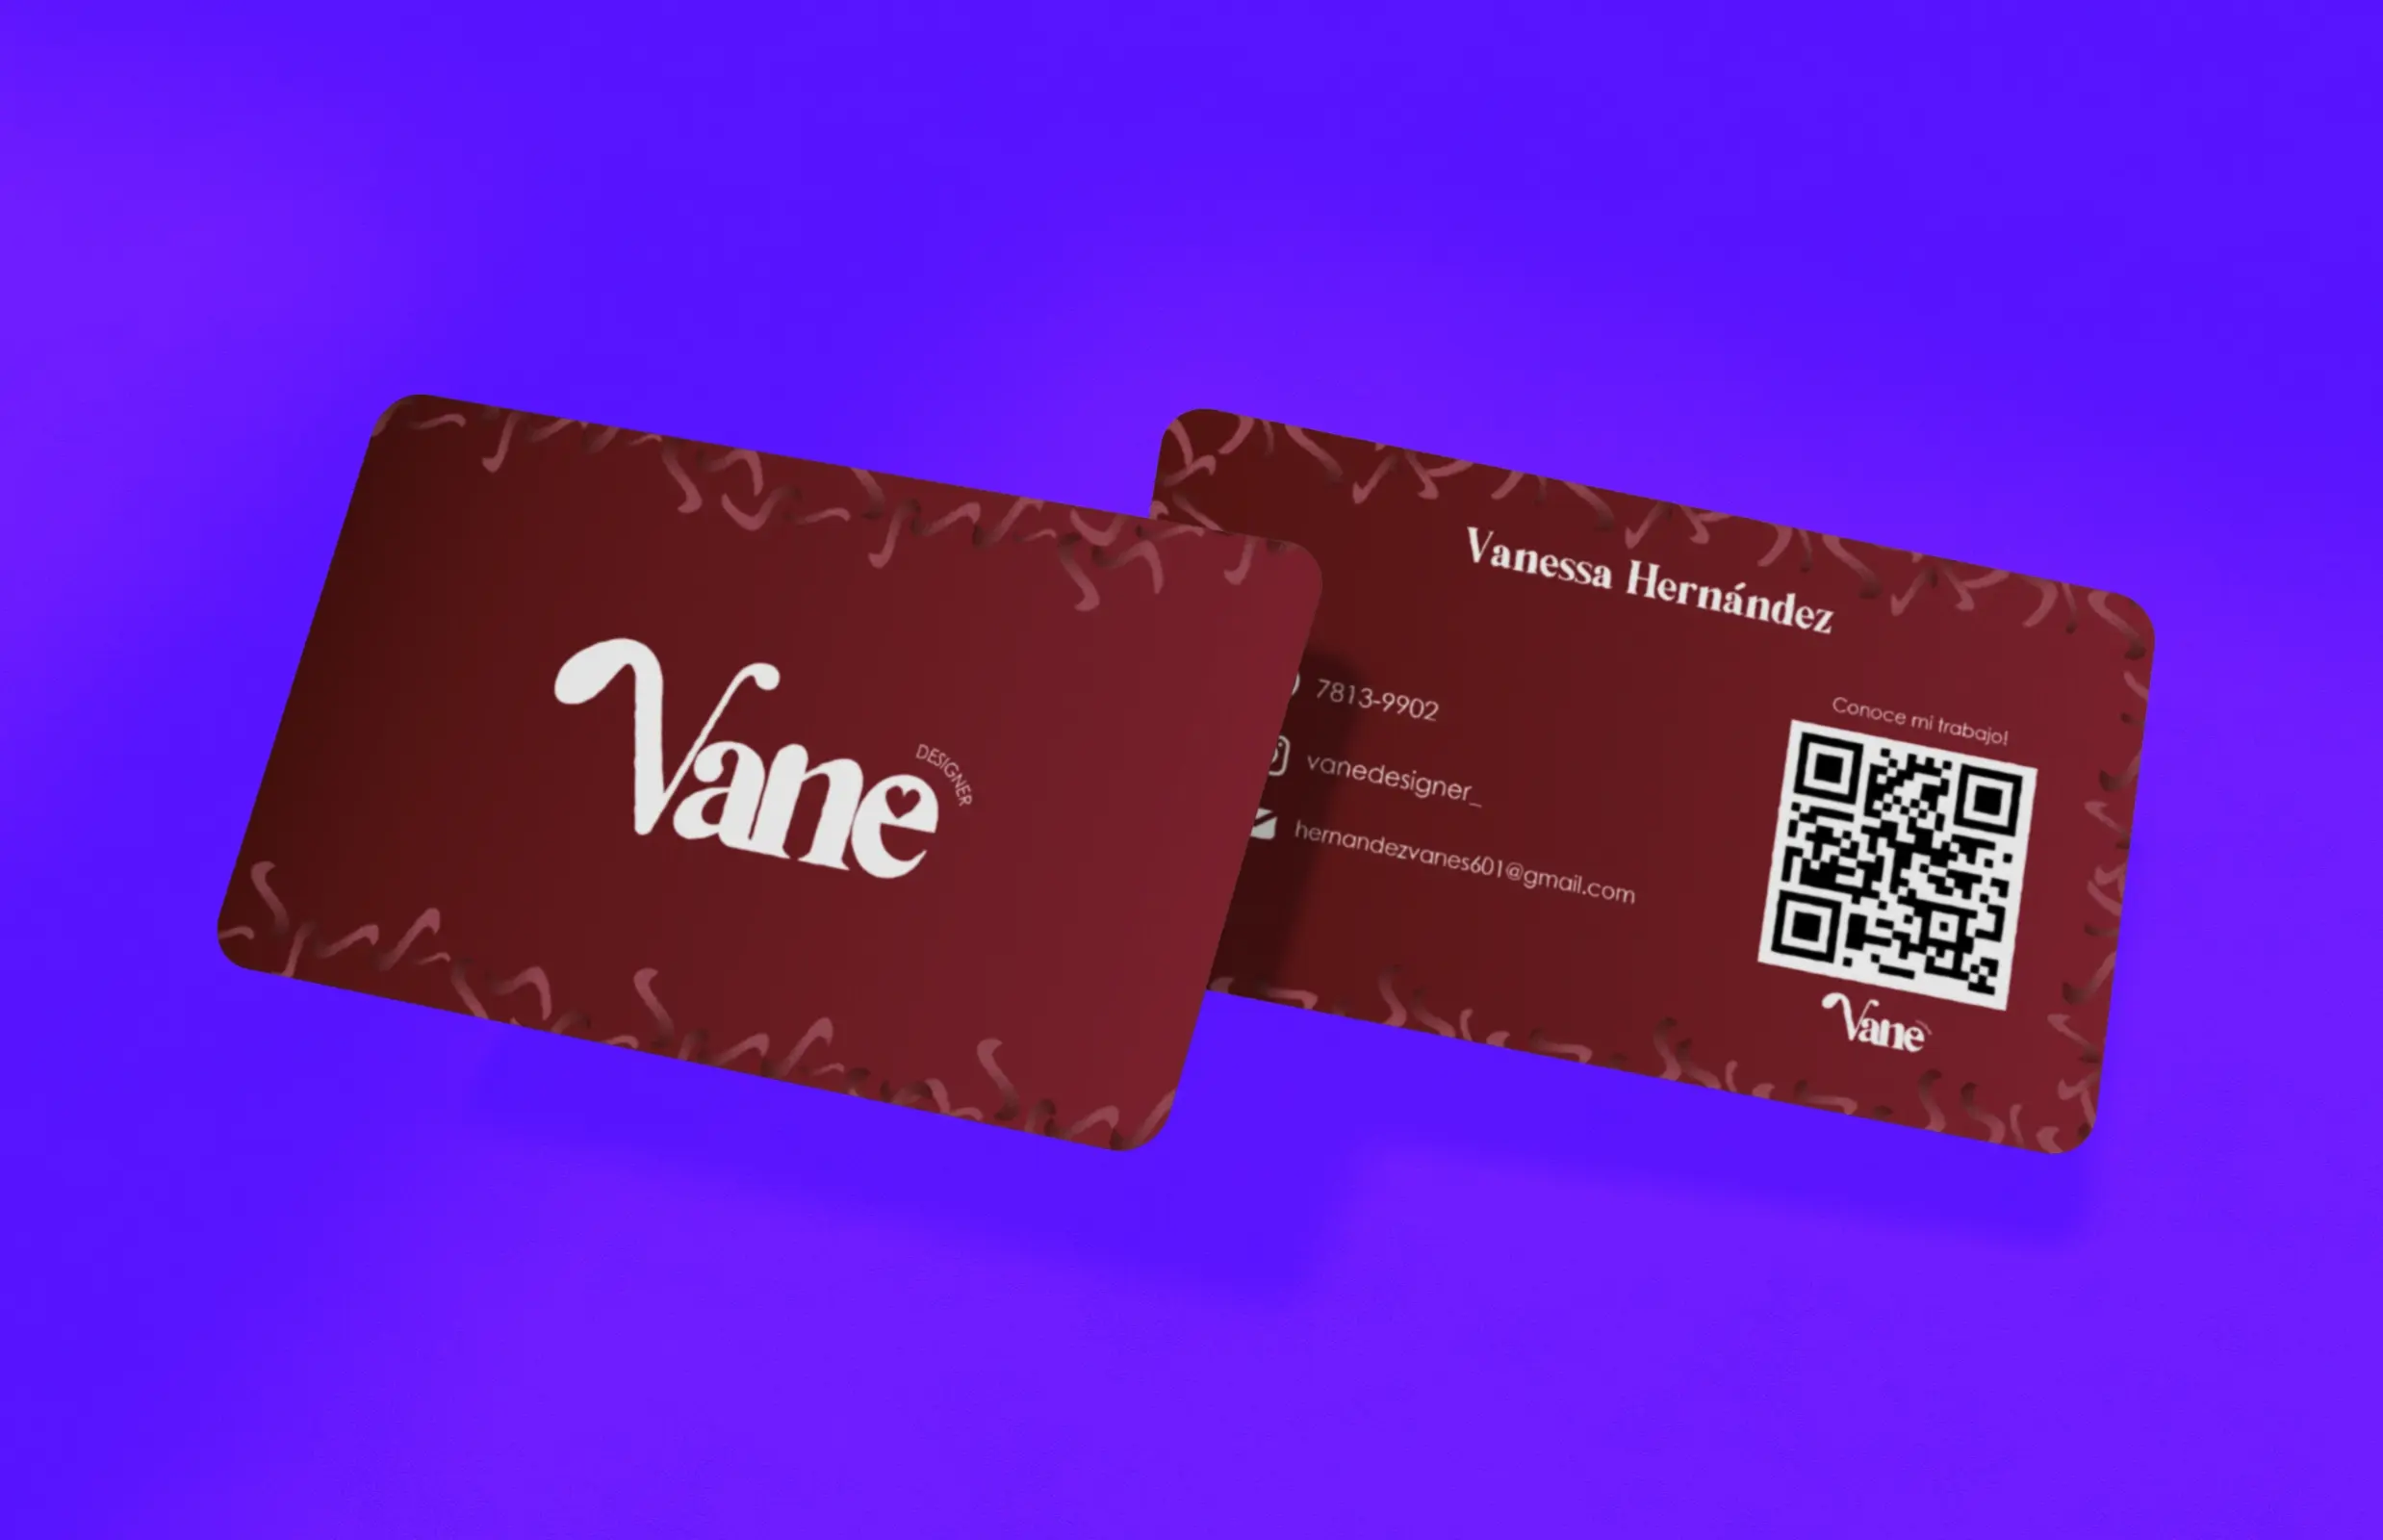 Vane
DESIGNER
Vanessa Hernández
7813-9902
vanedesigner_
hernandezvanes601@gmail.com
Conoce mi trabajo!
Vane